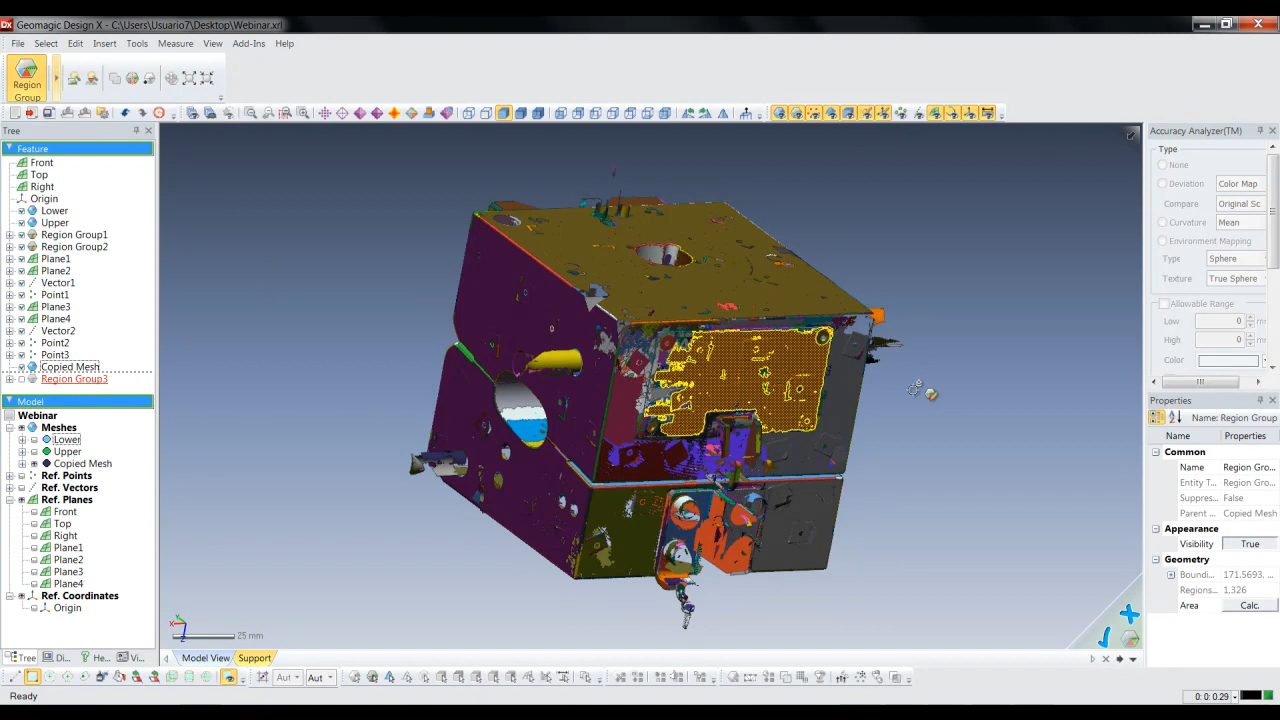 Dx Geomagic Design X - C:\Users\Usuario7\Desktop\Webinar.xrl
File Select Edit Insert Tools Measure View Add-Ins Help
Region
Group
Tree
Feature
Front
Top
Right
Origin
Lower
Upper
Region Group1
Region Group2
Plane1
Plane2
Vector1
Point1
Plane3
Plane4
Vector2
Point2
Point3
Copied Mesh
Region Group3
Model
Webinar
Meshes
Lower
Upper
Copied Mesh
Ref. Points
Ref. Vectors
Ref. Planes
Front
Top
Right
Plane1
Plane2
Plane3
Plane4
Ref. Coordinates
Origin
Tree Di... He... Vi...
X Y Z
25 mm
Model View Support
Accuracy Analyzer(TM)
Type
None
Deviation Color Map
Compare Original Sc
Curvature Mean
Environment Mapping
Type Sphere
Texture True Sphere
Allowable Range
Low 0 m
High 0 m
Color
Properties
Name: Region Group
Name Properties
Common
Name Region Gro...
Entity T... Region Gro...
Suppres... False
Parent ... Copied Mesh
Appearance
Visibility True
Geometry
Boundi... 171.5693, ...
Regions... 1,326
Area Calc.
Aut Aut
Ready
0: 0: 0.29